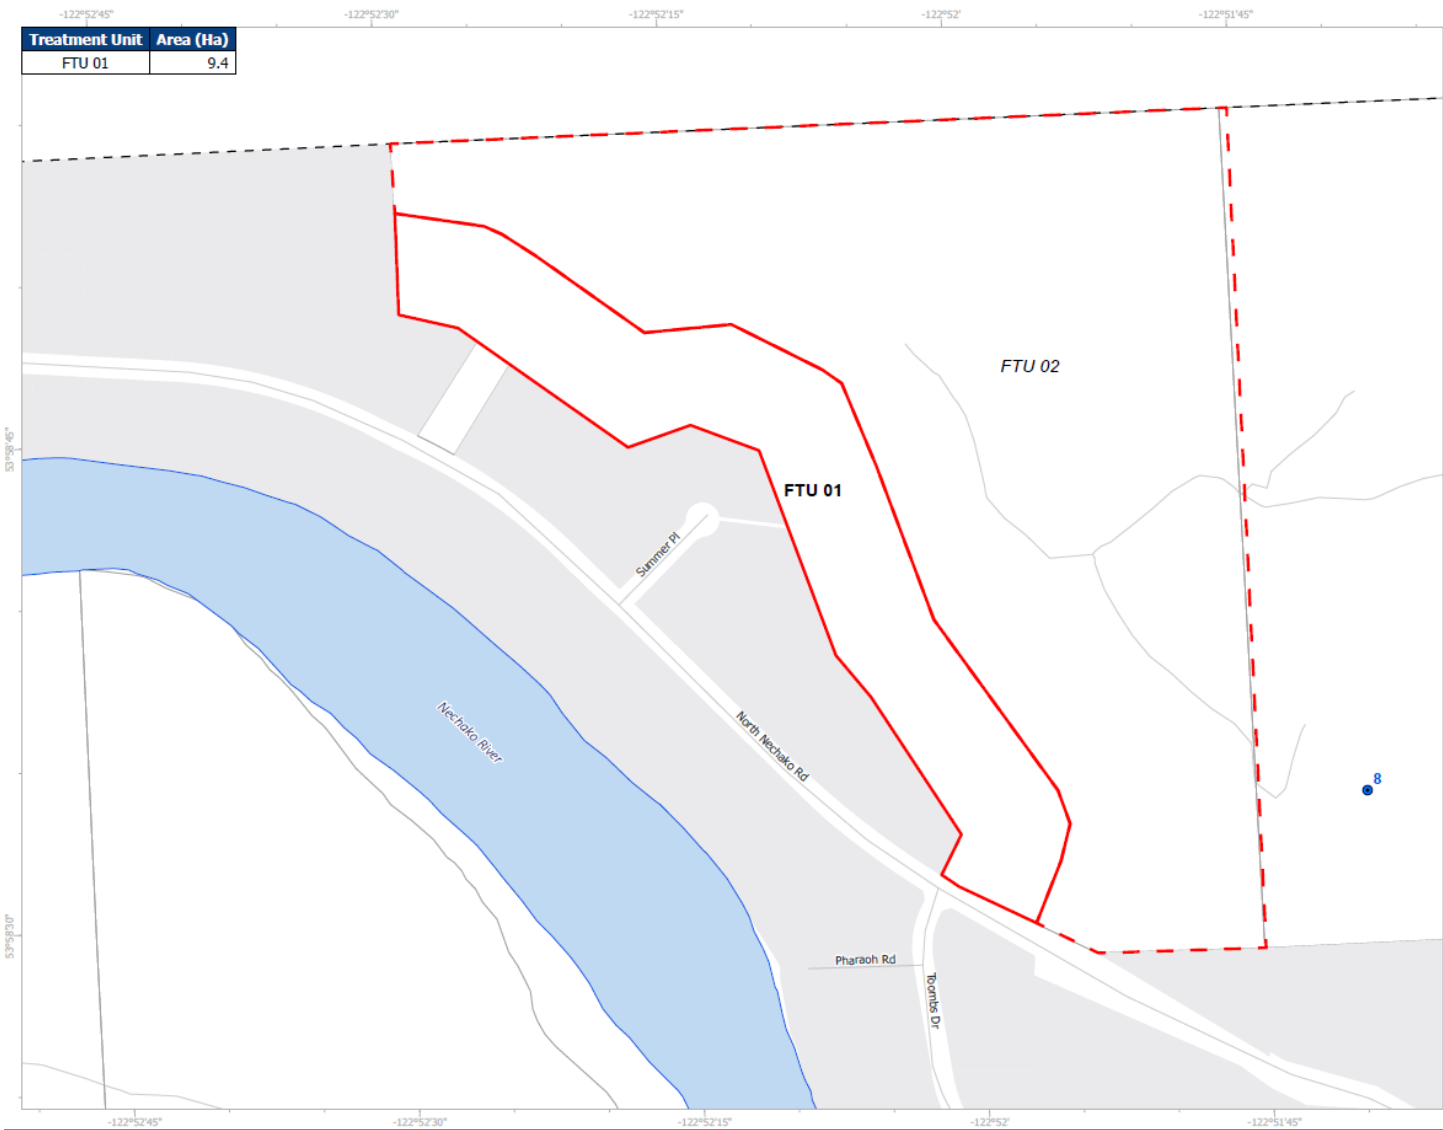 -122°52'45" -122°52'30" -122°52'15" -122°52' -122°51'45"
Treatment Unit Area (Ha)
FTU 01 9.4
FTU 02
53°58'45"
FTU 01
Summer Pl
Nechako River
North Nechako Rd
8
53°58'30"
Pharaoh Rd
Toombs Dr
-122°52'45" -122°52'30" -122°52'15" -122°52' -122°51'45"